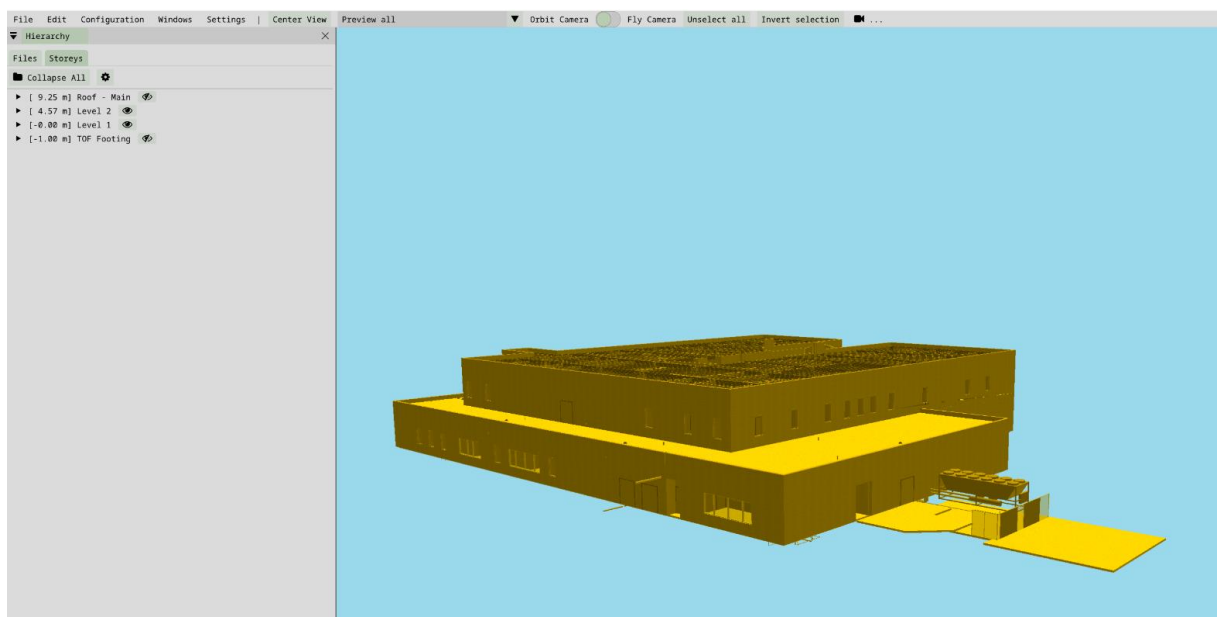 File Edit Configuration Windows Settings | Center View Preview all Orbit Camera Fly Camera Unselect all Invert selection ...
Hierarchy
Files Storeys
Collapse All
[ 9.25 m] Roof - Main
[ 4.57 m] Level 2
[-0.00 m] Level 1
[-1.00 m] TOF Footing